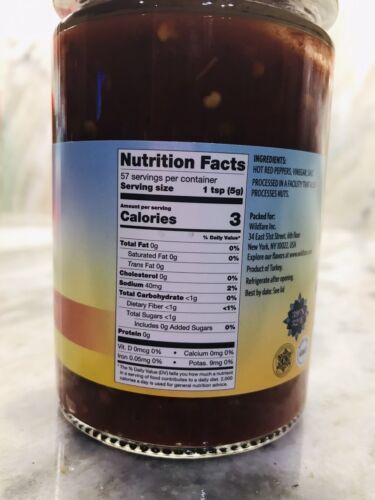 Nutrition Facts
57 servings per container
Serving size 1 tsp (5g)
Amount per serving
Calories 3
% Daily Value*
Total Fat 0g 0%
Saturated Fat 0g 0%
Trans Fat 0g
Cholesterol 0g 0%
Sodium 40mg 2%
Total Carbohydrate <1g 0%
Dietary Fiber <1g <1%
Total Sugars <1g
Includes 0g Added Sugars 0%
Protein 0g
Vit. D 0mcg 0% • Calcium 0mg 0%
Iron 0.05mg 0% • Potas. 9mg 0%
*The % Daily Value (DV) tells you how much a nutrient
in a serving of food contributes to a daily diet. 2,000
calories a day is used for general nutrition advice.
INGREDIENTS:
HOT RED PEPPERS, VINEGAR, SALT
PROCESSED IN A FACILITY THAT ALSO
PROCESSES NUTS.
Packed for:
Wildfare Inc.
34 East 51st Street, 6th floor
New York, NY 10022, USA
Explore our flavors at www.wildfare
Product of Turkey.
Refrigerate after opening.
Best by date: See lid